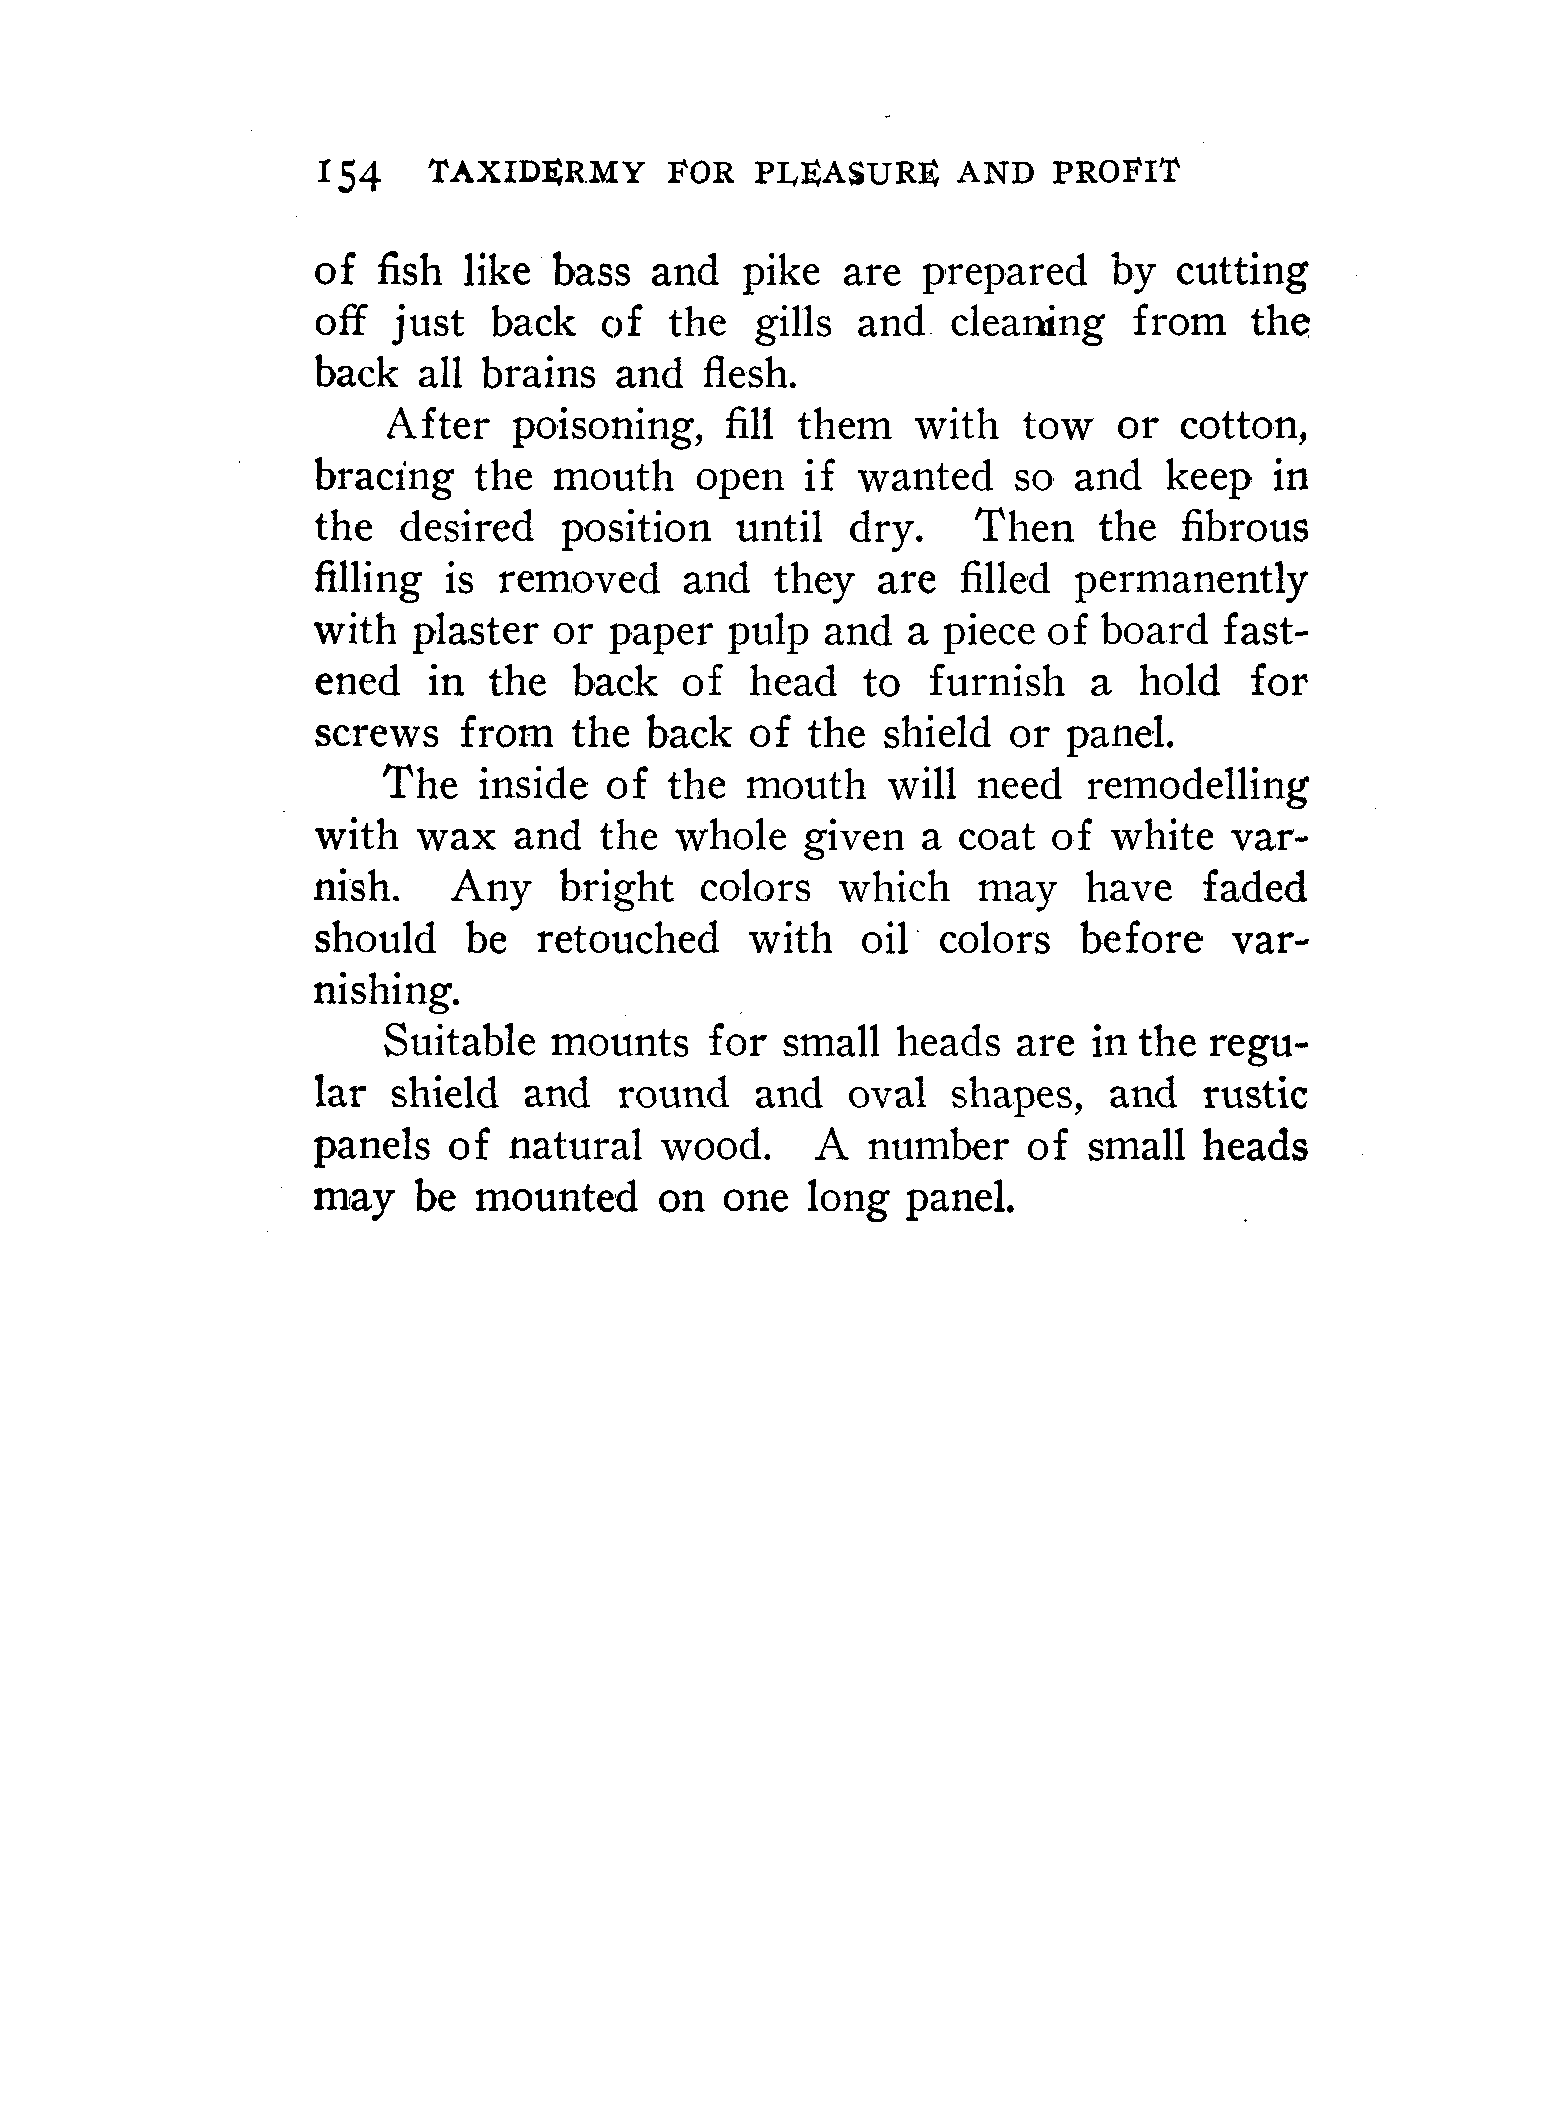 154 TAXIDERMY FOR PLEASURE AND PROFIT
of fish like bass and pike are prepared by cutting
off just back of the gills and cleaning from the
back all brains and flesh.
After poisoning, fill them with tow or cotton,
bracing the mouth open if wanted so and keep in
the desired position until dry. Then the fibrous
filling is removed and they are filled permanently
with plaster or paper pulp and a piece of board fast-
ened in the back of head to furnish a hold for
screws from the back of the shield or panel.
The inside of the mouth will need remodelling
with wax and the whole given a coat of white var-
nish. Any bright colors which may have faded
should be retouched with oil colors before var-
nishing.
Suitable mounts for small heads are in the regu-
lar shield and round and oval shapes, and rustic
panels of natural wood. A number of small heads
may be mounted on one long panel.